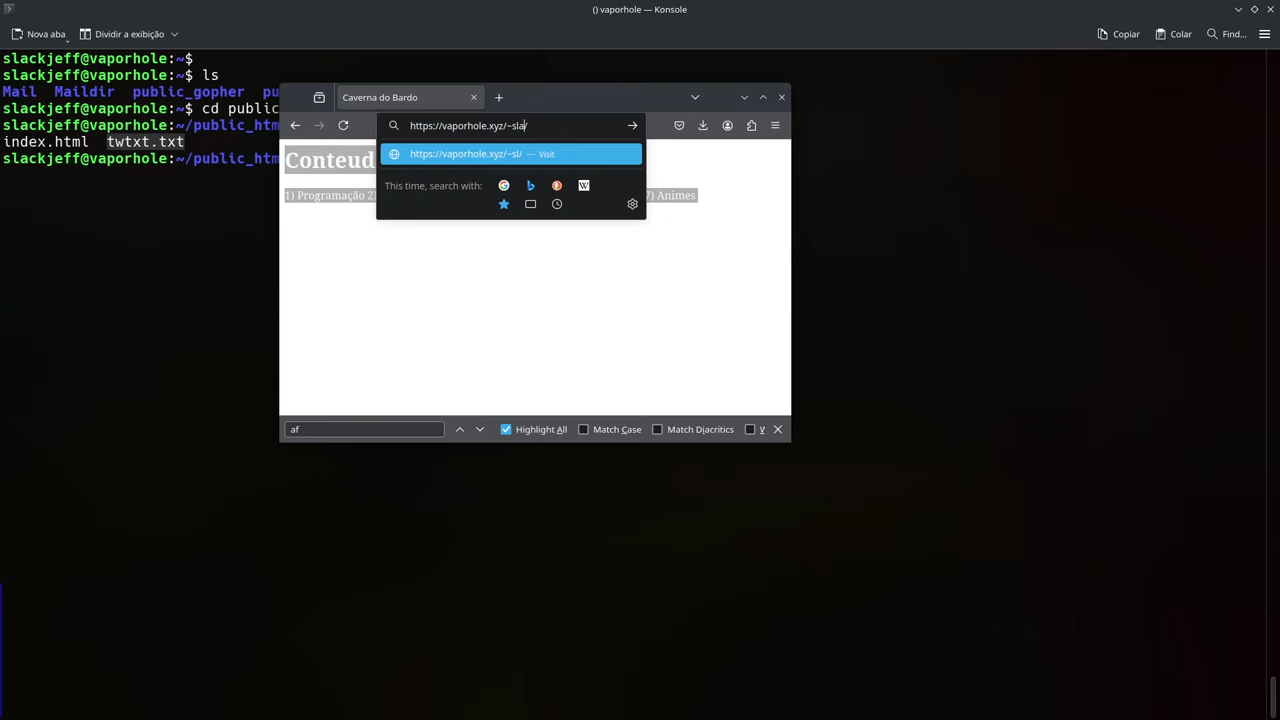 () vaporhole — Konsole
Nova aba
Dividir a exibição
Copiar
Colar
Find...
slackjeff@vaporhole:~$
slackjeff@vaporhole:~$ ls
Mail Maildir public_gopher pu
slackjeff@vaporhole:~$ cd public
slackjeff@vaporhole:~/public_htm
index.html twtxt.txt
slackjeff@vaporhole:~/public_htm
Caverna do Bardo
https://vaporhole.xyz/~sla/
https://vaporhole.xyz/~sl/ — Visit
This time, search with:
Conteud
1) Programação 2
7) Animes
af
Highlight All
Match Case
Match Diacritics